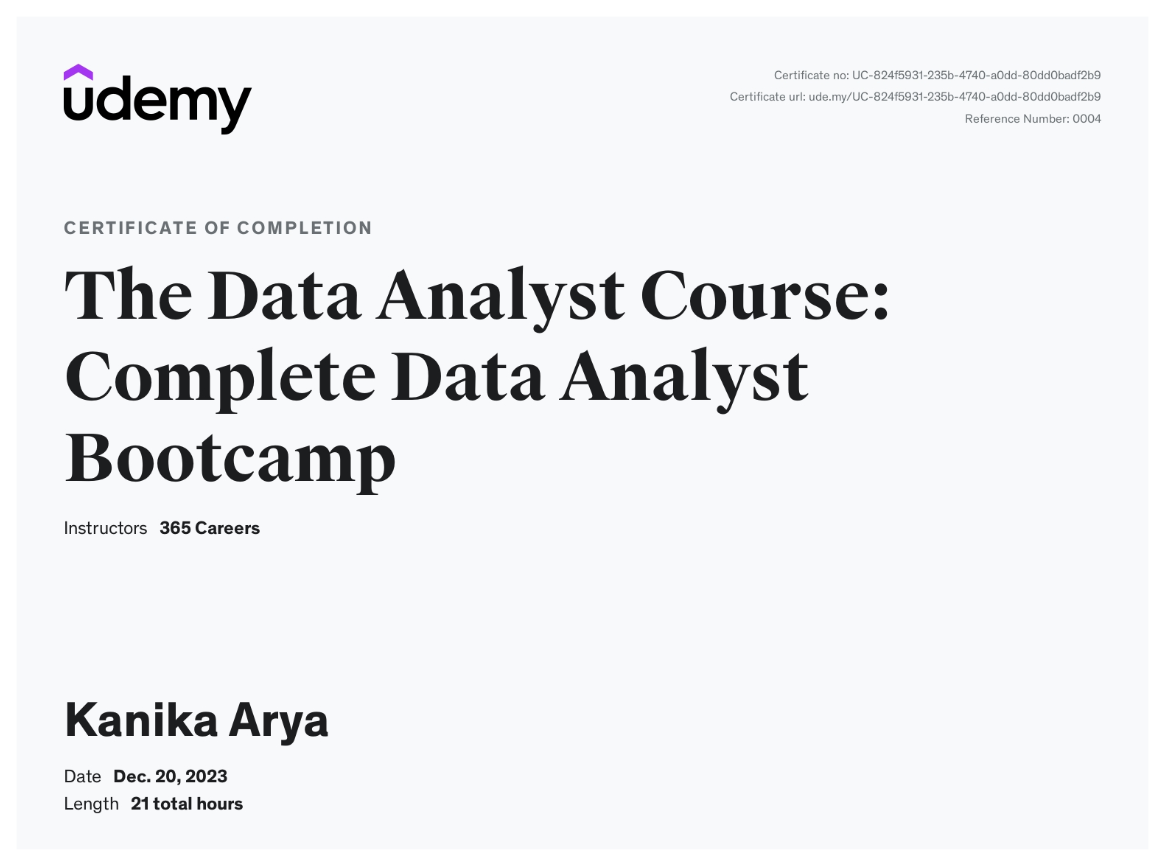 udemy
Certificate no: UC-824f5931-235b-4740-a0dd-80dd0badf2b9
Certificate url: ude.my/UC-824f5931-235b-4740-a0dd-80dd0badf2b9
Reference Number: 0004
CERTIFICATE OF COMPLETION
The Data Analyst Course:
Complete Data Analyst
Bootcamp
Instructors 365 Careers
Kanika Arya
Date Dec. 20, 2023
Length 21 total hours